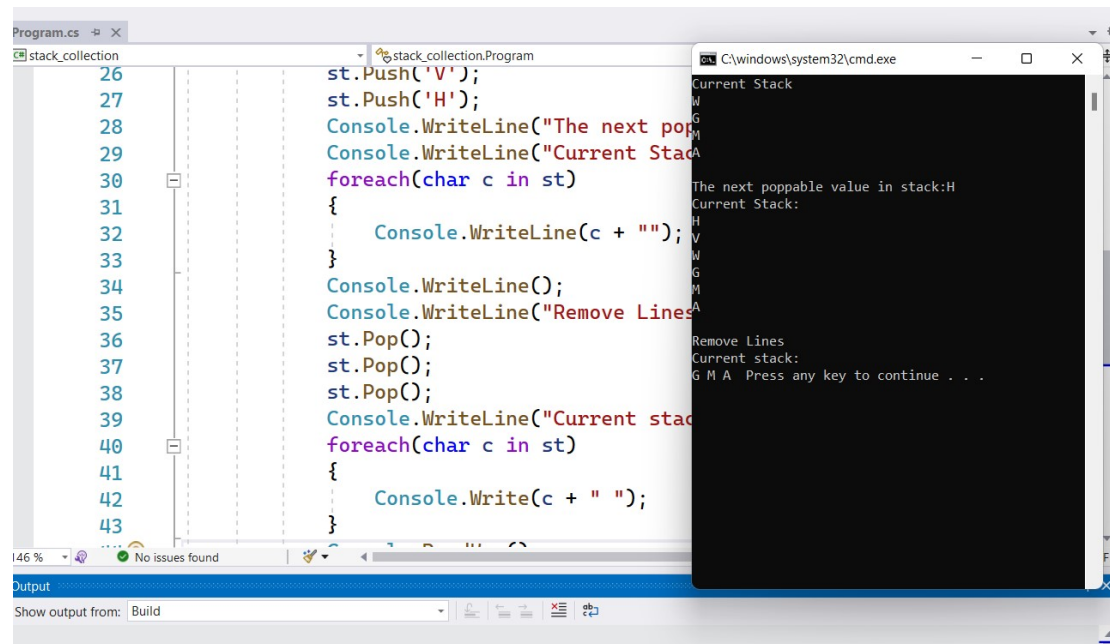 Program.cs
stack_collection
stack_collection.Program
26 st.Push('V');
27 st.Push('H');
28 Console.WriteLine("The next pop
29 Console.WriteLine("Current Stac
30 foreach(char c in st)
31 {
32 Console.WriteLine(c + "");
33 }
34 Console.WriteLine();
35 Console.WriteLine("Remove Lines
36 st.Pop();
37 st.Pop();
38 st.Pop();
39 Console.WriteLine("Current stac
40 foreach(char c in st)
41 {
42 Console.Write(c + " ");
43 }
146 %
No issues found
Output
Show output from: Build
C:\windows\system32\cmd.exe
Current Stack
W
G
M
A
The next poppable value in stack:H
Current Stack:
H
V
W
G
M
A
Remove Lines
Current stack:
G M A Press any key to continue . . .